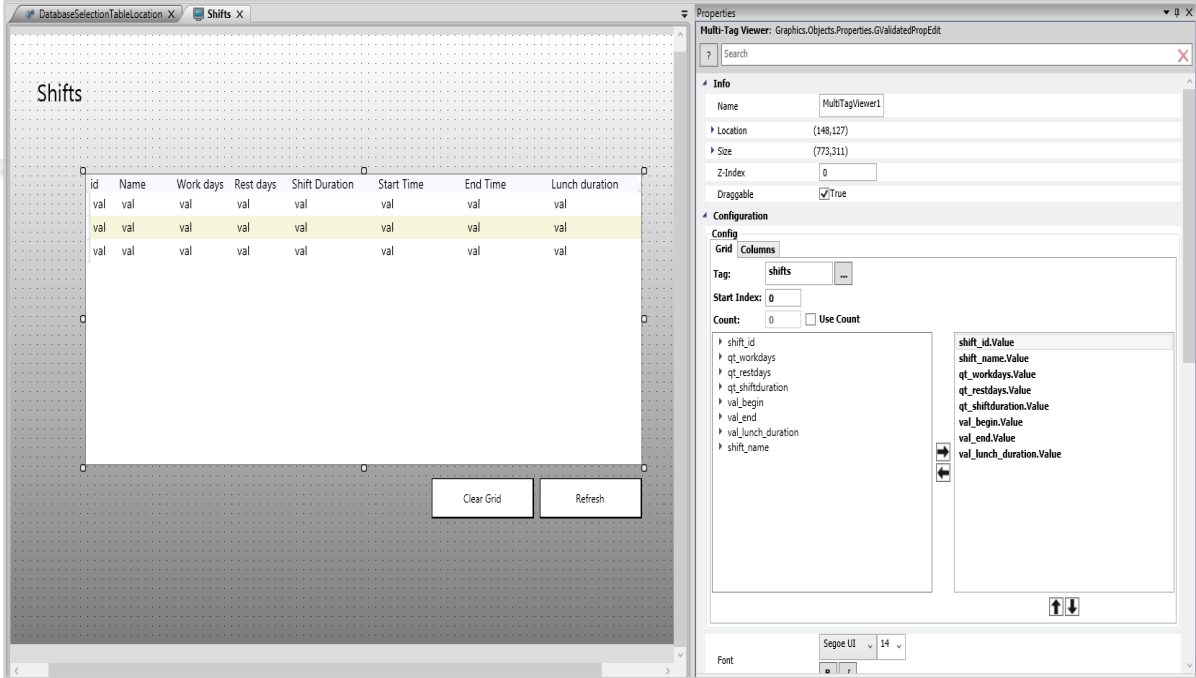 DatabaseSelectionTableLocation X
Shifts X
Shifts
id Name Work days Rest days Shift Duration Start Time End Time Lunch duration
val val val val val val val val
val val val val val val val val
val val val val val val val val
Clear Grid
Refresh
Properties
Multi-Tag Viewer: Graphics.Objects.Properties.GValidatedPropEdit
? Search
Info
Name MultiTagViewer1
Location (148,127)
Size (773,311)
Z-Index 0
Draggable True
Configuration
Config
Grid Columns
Tag: shifts ...
Start Index: 0
Count: 0 Use Count
shift_id
qt_workdays
qt_restdays
qt_shiftduration
val_begin
val_end
val_lunch_duration
shift_name
shift_id.Value
shift_name.Value
qt_workdays.Value
qt_restdays.Value
qt_shiftduration.Value
val_begin.Value
val_end.Value
val_lunch_duration.Value
Font Segoe UI 14
B I